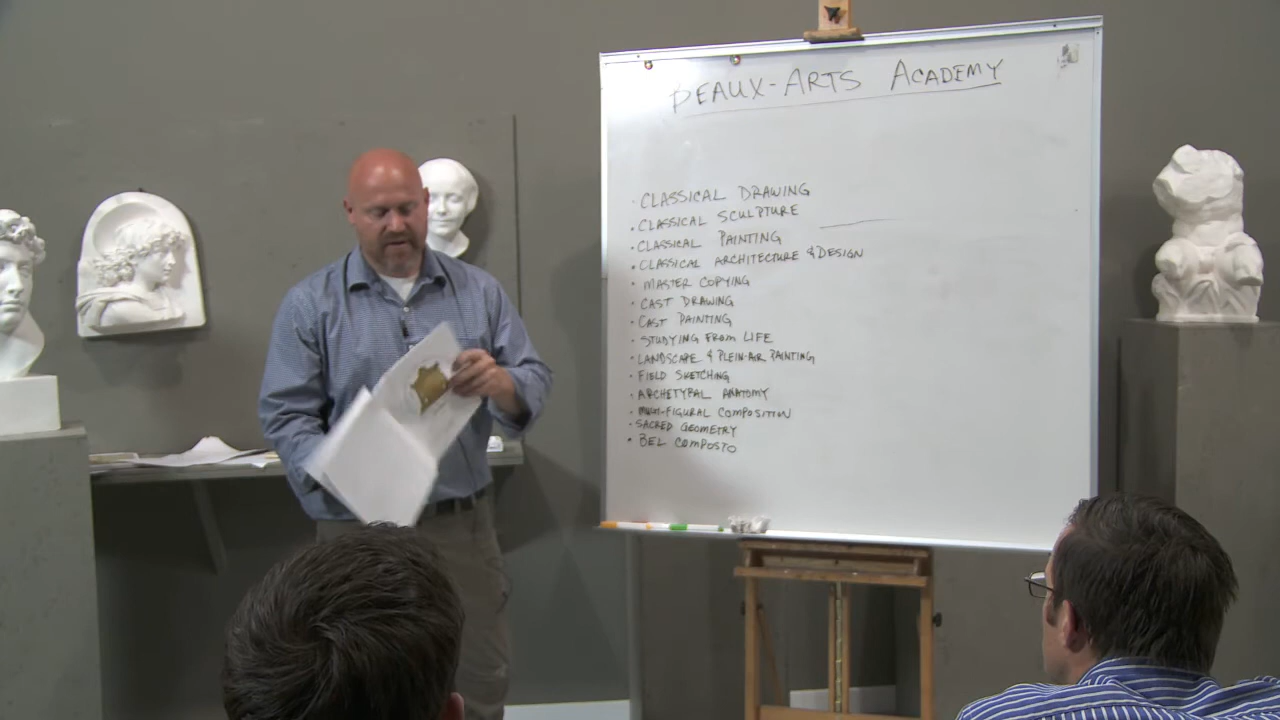 BEAUX-ARTS ACADEMY
· CLASSICAL DRAWING
· CLASSICAL SCULPTURE
· CLASSICAL PAINTING
· CLASSICAL ARCHITECTURE & DESIGN
· MASTER COPYING
· CAST DRAWING
· CAST PAINTING
· STUDYING FROM LIFE
· LANDSCAPE & PLEIN-AIR PAINTING
· FIELD SKETCHING
· ARCHETYPAL ANATOMY
· MULTI-FIGURAL COMPOSITION
· SACRED GEOMETRY
· BEL COMPOSTO